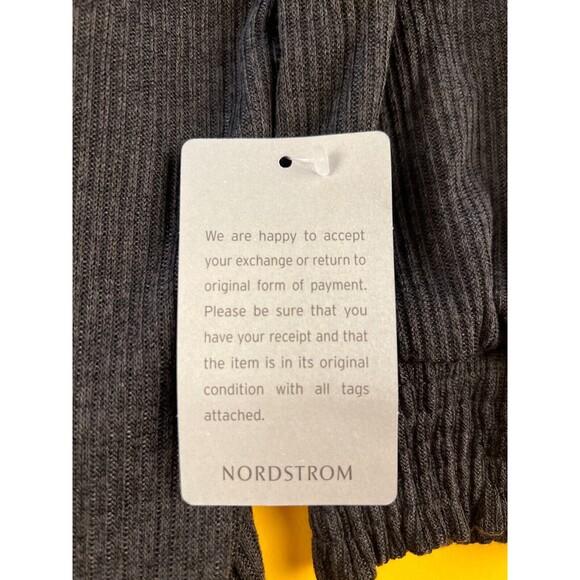 We are happy to accept
your exchange or return to
original form of payment.
Please be sure that you
have your receipt and that
the item is in its original
condition with all tags
attached.
NORDSTROM